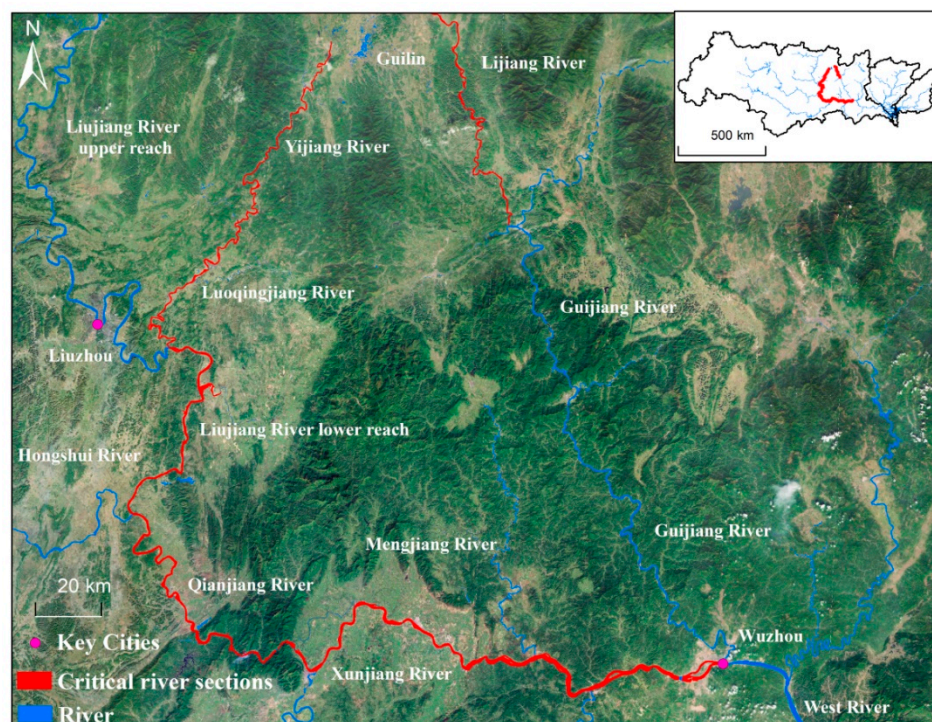 N
Guilin
Lijiang River
500 km
Liujiang River
upper reach
Yijiang River
Luoqingjiang River
Guijiang River
Liuzhou
Liujiang River lower reach
Hongshui River
Mengjiang River
Guijiang River
20 km
Qianjiang River
Key Cities
Wuzhou
Xunjiang River
Critical river sections
West River
River